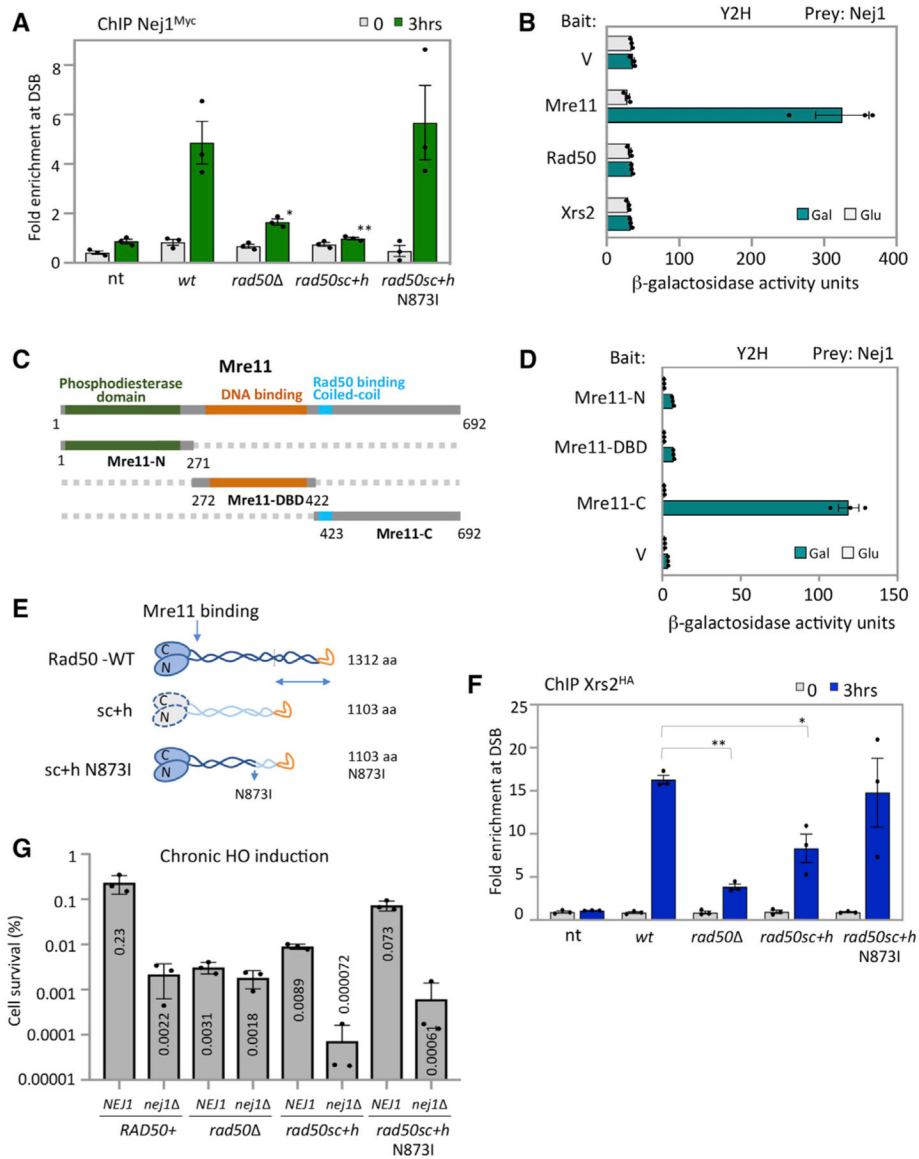 A
ChIP Nej1Myc
0 3hrs
Fold enrichment at DSB
8
6
4
2
0
nt wt rad50Δ rad50sc+h rad50sc+h
N873I
* **
B
Bait: Y2H Prey: Nej1
V
Mre11
Rad50
Xrs2
Gal Glu
0 100 200 300 400
β-galactosidase activity units
C
Mre11
Phosphodiesterase
domain
DNA binding
Rad50 binding
Coiled-coil
1 692
1 Mre11-N 271
272 Mre11-DBD 422
423 Mre11-C 692
D
Bait: Y2H Prey: Nej1
Mre11-N
Mre11-DBD
Mre11-C
V
Gal Glu
0 50 100 150
β-galactosidase activity units
E
Mre11 binding
Rad50 -WT C N 1312 aa
sc+h C N 1103 aa
sc+h N873I C N 1103 aa
N873I
N873I
F
ChIP Xrs2HA
0 3hrs
Fold enrichment at DSB
25
20
15
10
5
0
** *
nt wt rad50Δ rad50sc+h rad50sc+h
N873I
G
Chronic HO induction
Cell survival (%)
1
0.1
0.01
0.001
0.0001
0.00001
0.23 0.0022 0.0031 0.0018 0.0089 0.000072 0.073 0.00061
NEJ1 nej1Δ NEJ1 nej1Δ NEJ1 nej1Δ NEJ1 nej1Δ
RAD50+ rad50Δ rad50sc+h rad50sc+h
N873I